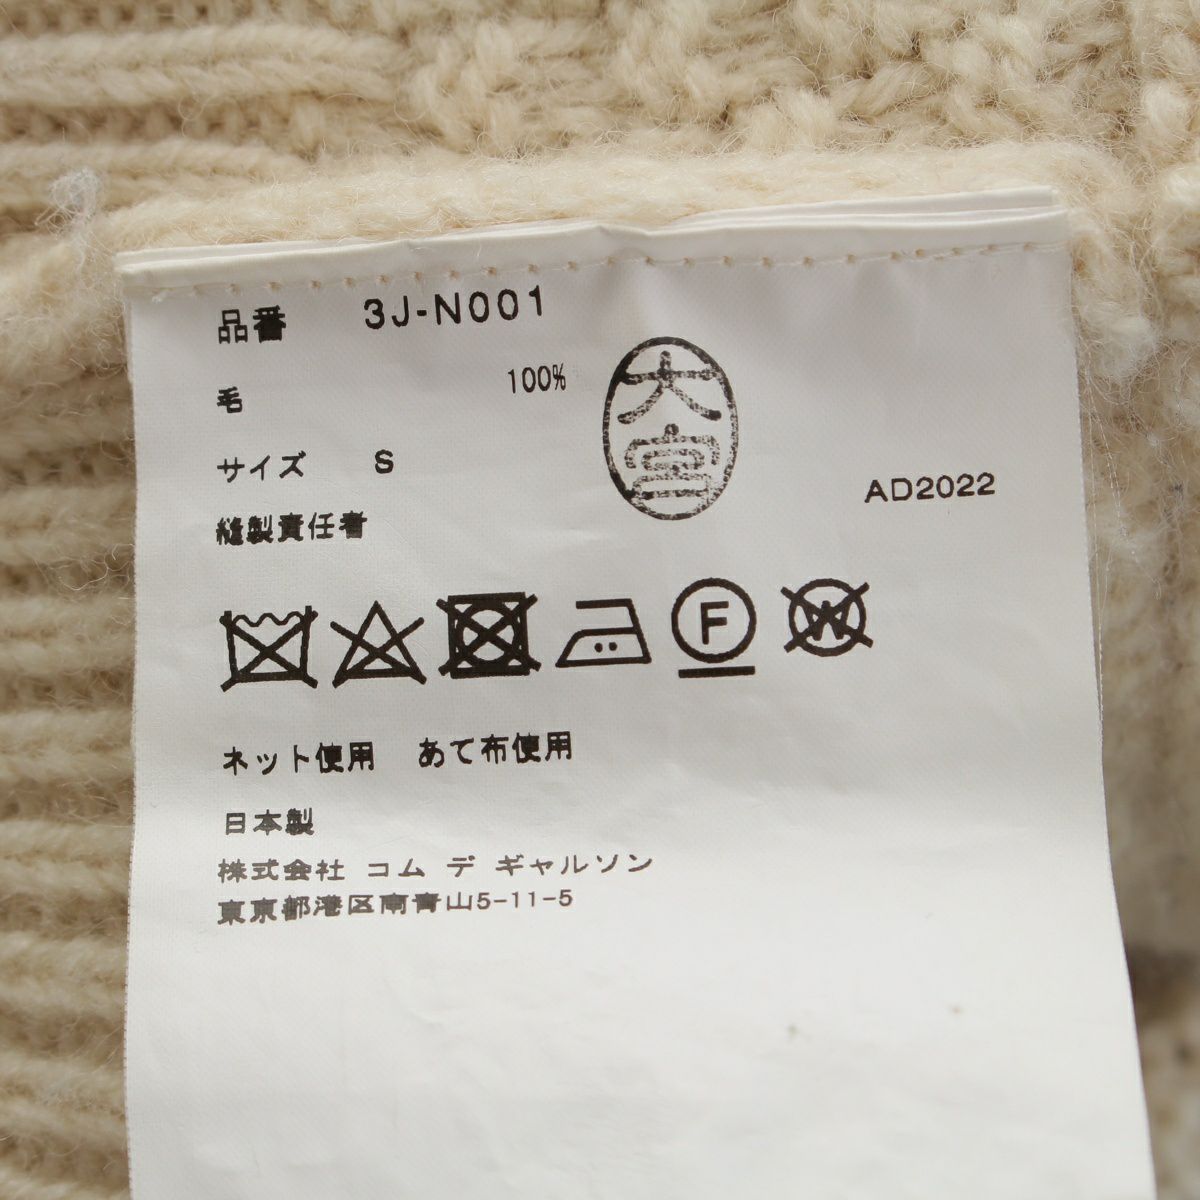 品番 3J-N001
毛 100%
大宮
サイズ S
AD2022
縫製責任者
F
W
ネット使用 あて布使用
日本製
株式会社 コム デ ギャルソン
東京都港区南青山5-11-5